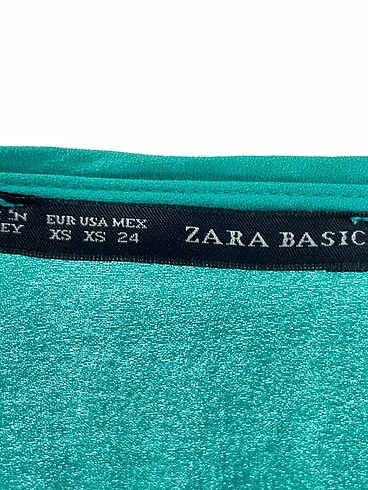 EUR USA MEX
XS XS 24
ZARA BASIC